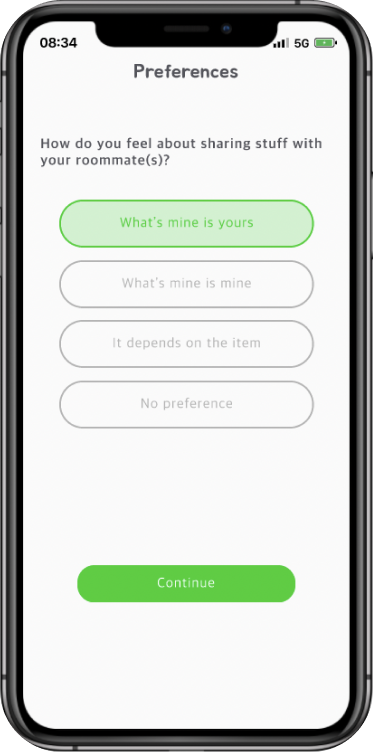 08:34 5G
Preferences
How do you feel about sharing stuff with
your roommate(s)?
What's mine is yours
What's mine is mine
It depends on the item
No preference
Continue